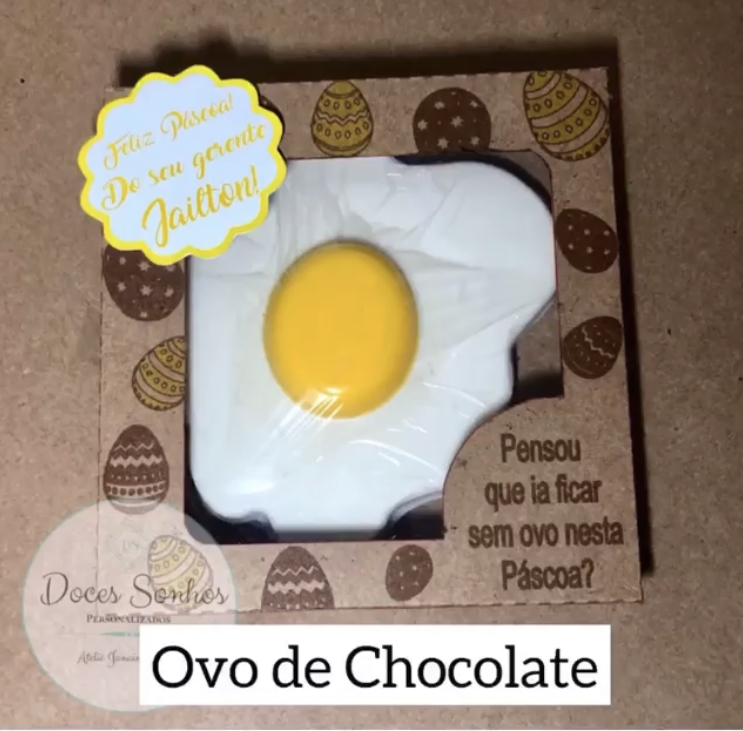 Feliz Páscoa!
Do seu gerente
Jailton!
Pensou
que ia ficar
sem ovo nesta
Páscoa?
Doces Sonhos
PERSONALIZADOS
Ateliê
Ovo de Chocolate